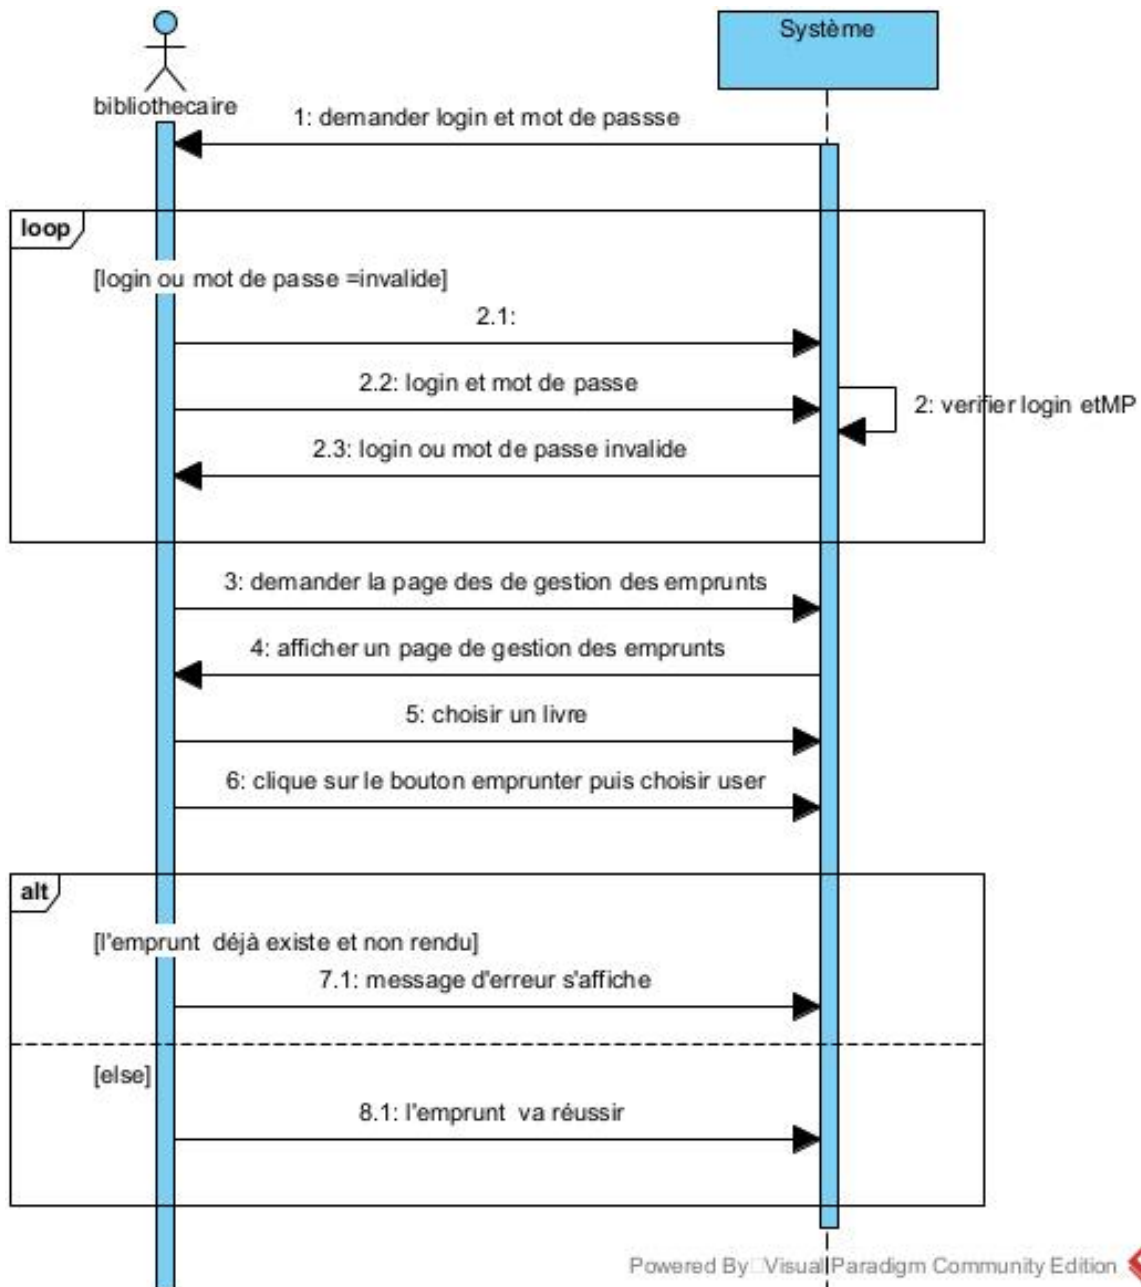 Système
bibliothecaire
1: demander login et mot de passse
loop
[login ou mot de passe =invalide]
2.1:
2.2: login et mot de passe
2: verifier login etMP
2.3: login ou mot de passe invalide
3: demander la page des de gestion des emprunts
4: afficher un page de gestion des emprunts
5: choisir un livre
6: clique sur le bouton emprunter puis choisir user
alt
[l'emprunt  déjà existe et non rendu]
7.1: message d'erreur s'affiche
[else]
8.1: l'emprunt  va réussir
Powered By Visual Paradigm Community Edition